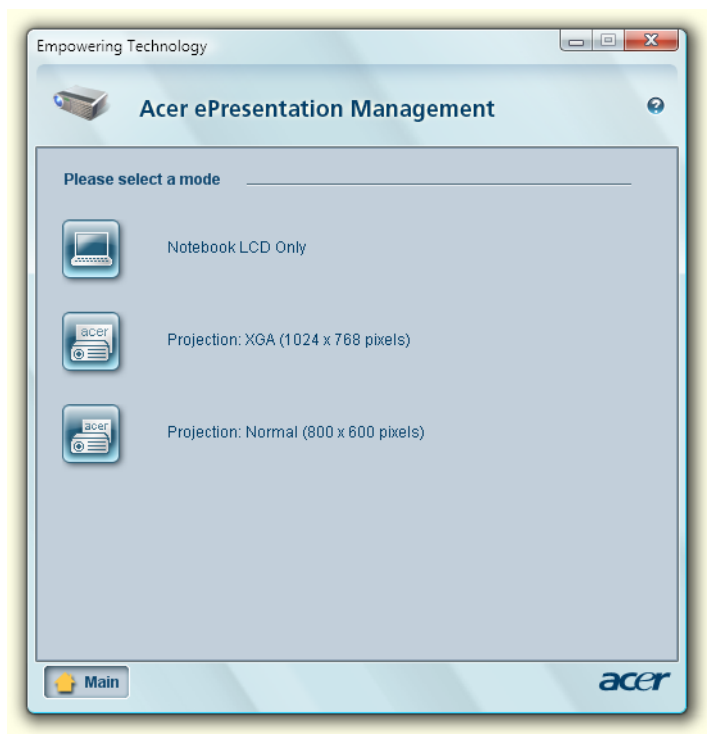 Empowering Technology
Acer ePresentation Management
Please select a mode
Notebook LCD Only
acer
Projection: XGA (1024 x 768 pixels)
acer
Projection: Normal (800 x 600 pixels)
Main
acer